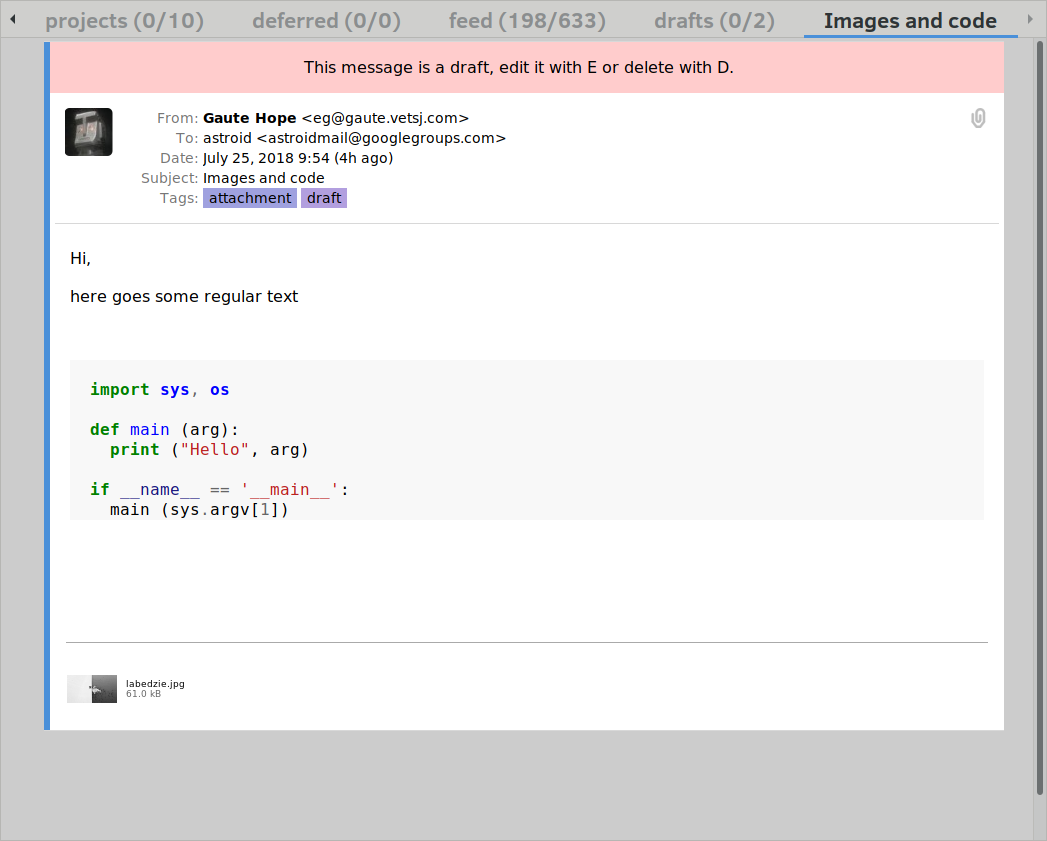 projects (0/10) deferred (0/0) feed (198/633) drafts (0/2) Images and code
This message is a draft, edit it with E or delete with D.
From: Gaute Hope <eg@gaute.vetsj.com>
To: astroid <astroidmail@googlegroups.com>
Date: July 25, 2018 9:54 (4h ago)
Subject: Images and code
Tags: attachment draft
Hi,
here goes some regular text
import sys, os
def main (arg):
  print ("Hello", arg)
if __name__ == '__main__':
  main (sys.argv[1])
labedzie.jpg
61.0 kB